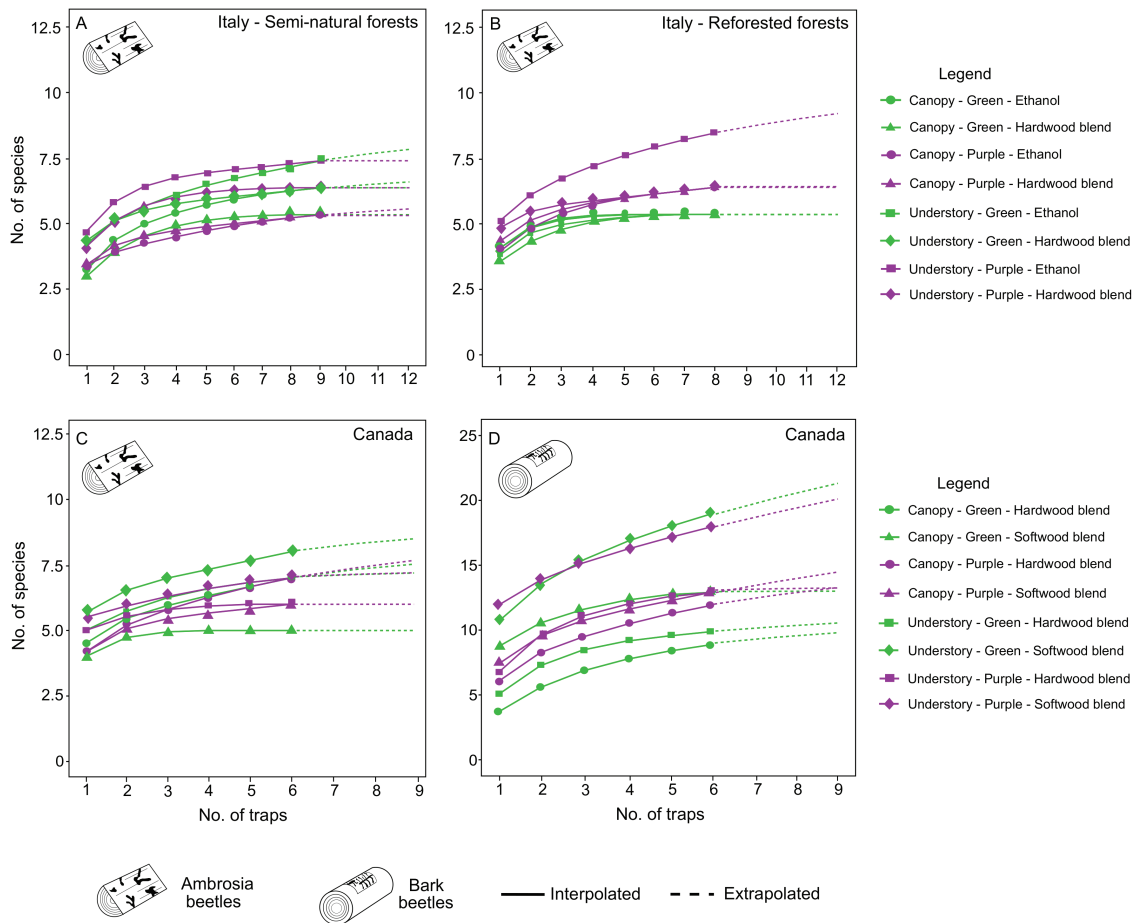 A
Italy - Semi-natural forests
12.5
10
7.5
5.0
2.5
0
No. of species
1 2 3 4 5 6 7 8 9 10 11 12
B
Italy - Reforested forests
12.5
10
7.5
5.0
2.5
0
1 2 3 4 5 6 7 8 9 10 11 12
Legend
Canopy - Green - Ethanol
Canopy - Green - Hardwood blend
Canopy - Purple - Ethanol
Canopy - Purple - Hardwood blend
Understory - Green - Ethanol
Understory - Green - Hardwood blend
Understory - Purple - Ethanol
Understory - Purple - Hardwood blend
C
Canada
12.5
10
7.5
5.0
2.5
0
No. of species
1 2 3 4 5 6 7 8 9
No. of traps
D
Canada
25
20
15
10
5
0
1 2 3 4 5 6 7 8 9
No. of traps
Legend
Canopy - Green - Hardwood blend
Canopy - Green - Softwood blend
Canopy - Purple - Hardwood blend
Canopy - Purple - Softwood blend
Understory - Green - Hardwood blend
Understory - Green - Softwood blend
Understory - Purple - Hardwood blend
Understory - Purple - Softwood blend
Ambrosia
beetles
Bark
beetles
Interpolated
Extrapolated